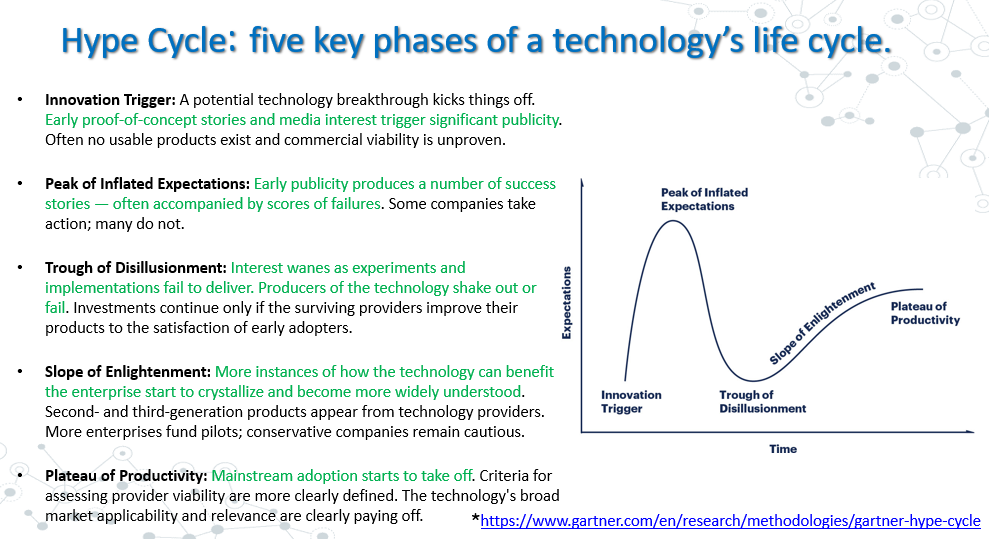 Hype Cycle: five key phases of a technology’s life cycle.
• Innovation Trigger: A potential technology breakthrough kicks things off.
Early proof-of-concept stories and media interest trigger significant publicity.
Often no usable products exist and commercial viability is unproven.
• Peak of Inflated Expectations: Early publicity produces a number of success
stories — often accompanied by scores of failures. Some companies take
action; many do not.
• Trough of Disillusionment: Interest wanes as experiments and
implementations fail to deliver. Producers of the technology shake out or
fail. Investments continue only if the surviving providers improve their
products to the satisfaction of early adopters.
• Slope of Enlightenment: More instances of how the technology can benefit
the enterprise start to crystallize and become more widely understood.
Second- and third-generation products appear from technology providers.
More enterprises fund pilots; conservative companies remain cautious.
• Plateau of Productivity: Mainstream adoption starts to take off. Criteria for
assessing provider viability are more clearly defined. The technology's broad
market applicability and relevance are clearly paying off.
Expectations
Peak of Inflated
Expectations
Innovation
Trigger
Trough of
Disillusionment
Slope of Enlightenment
Plateau of
Productivity
Time
*https://www.gartner.com/en/research/methodologies/gartner-hype-cycle